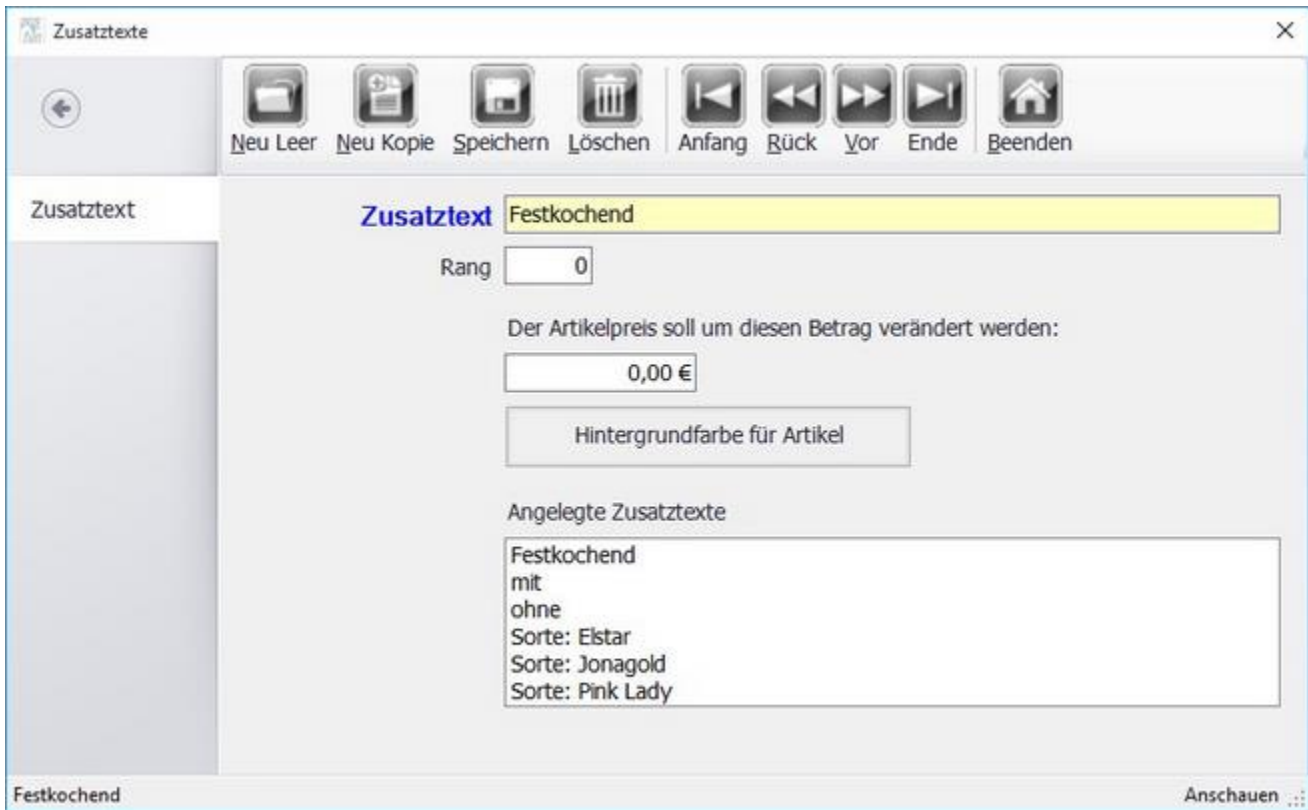 Zusatztexte
Neu Leer Neu Kopie Speichern Löschen Anfang Rück Vor Ende Beenden
Zusatztext
Zusatztext Festkochend
Rang 0
Der Artikelpreis soll um diesen Betrag verändert werden:
0,00 €
Hintergrundfarbe für Artikel
Angelegte Zusatztexte
Festkochend
mit
ohne
Sorte: Elstar
Sorte: Jonagold
Sorte: Pink Lady
Festkochend Anschauen